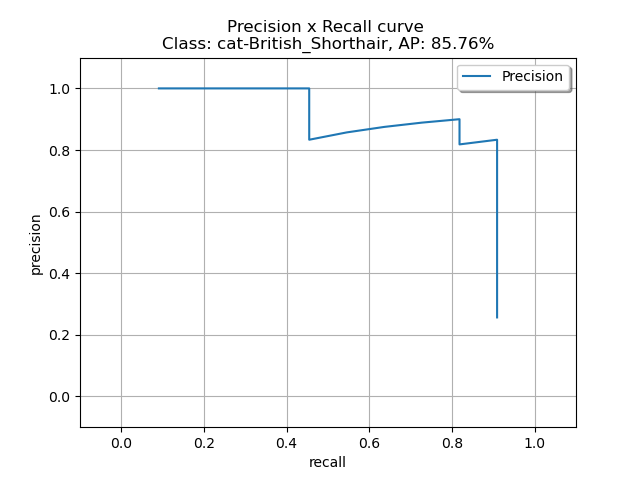 Precision x Recall curve
Class: cat-British_Shorthair, AP: 85.76%
Precision
1.0
0.8
0.6
0.4
0.2
0.0
precision
0.0 0.2 0.4 0.6 0.8 1.0
recall